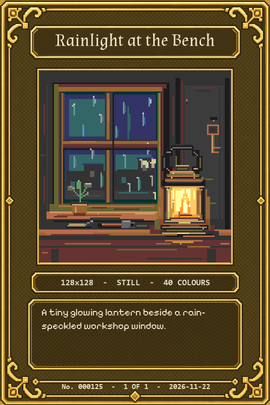 Rainlight at the Bench
128x128 - STILL - 40 COLOURS
A tiny glowing lantern beside a rain-
speckled workshop window.
No. 000125 - 1 OF 1 - 2026-11-22